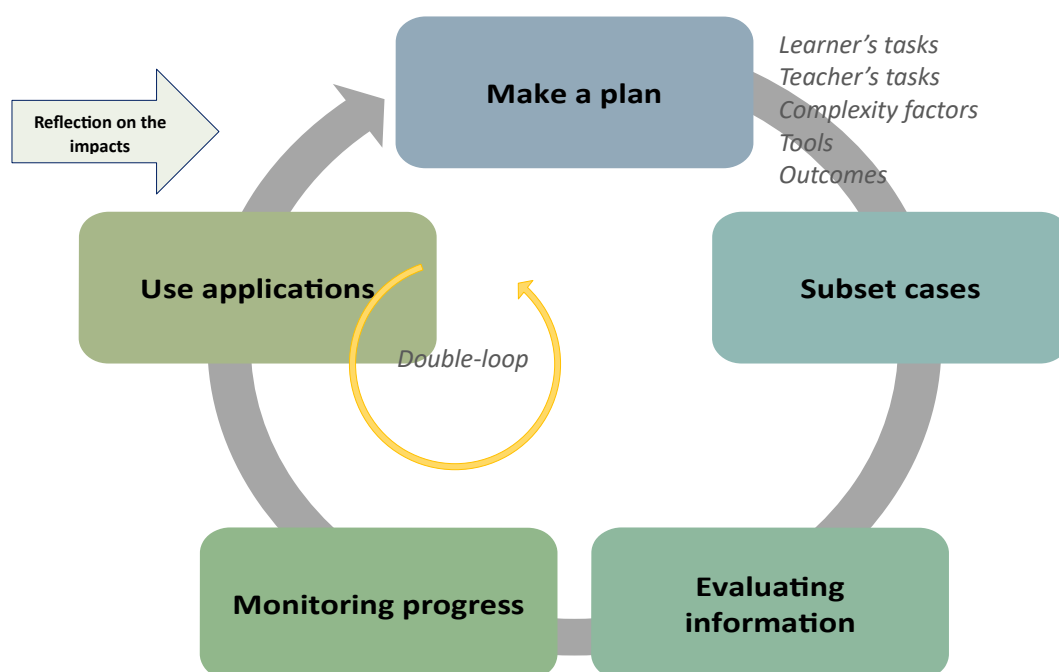 Make a plan
Learner's tasks
Teacher's tasks
Complexity factors
Tools
Outcomes
Reflection on the
impacts
Use applications
Subset cases
Double-loop
Monitoring progress
Evaluating
information